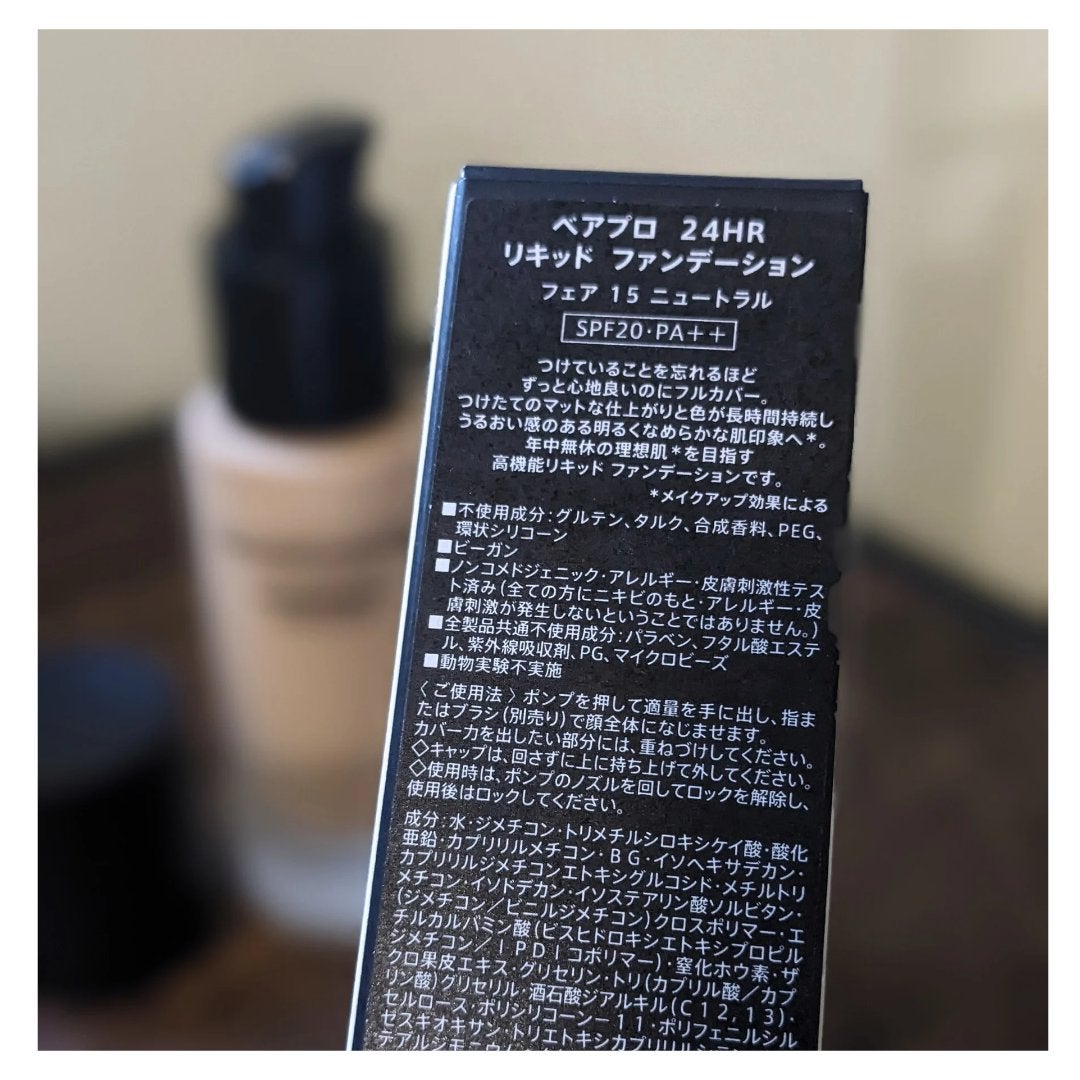 ベアプロ 24HR
リキッド ファンデーション
フェア 15 ニュートラル
SPF20・PA++
つけていることを忘れるほど
ずっと心地良いのにフルカバー。
つけたてのマットな仕上がりと色が長時間持続し
うるおい感のある明るくなめらかな肌印象へ*。
年中無休の理想肌*を目指す
高機能リキッド ファンデーションです。
*メイクアップ効果による
■不使用成分:グルテン、タルク、合成香料、PEG、
環状シリコーン
■ビーガン
■ノンコメドジェニック・アレルギー・皮膚刺激性テス
ト済み(全ての方にニキビのもと・アレルギー・皮
膚刺激が発生しないということではありません。)
■全製品共通不使用成分:パラベン、フタル酸エステ
ル、紫外線吸収剤、PG、マイクロビーズ
■動物実験不実施
〈ご使用法〉ポンプを押して適量を手に出し、指ま
たはブラシ(別売り)で顔全体になじませます。
カバー力を出したい部分には、重ねづけしてください。
◇キャップは、回さずに上に持ち上げて外してください。
◇使用時は、ポンプのノズルを回してロックを解除し、
使用後はロックしてください。
成分:水・ジメチコン・トリメチルシロキシケイ酸・酸化
亜鉛・カプリリルメチコン・BG・イソヘキサデカン・
カプリリルジメチコンエトキシグルコシド・メチルトリ
メチコン・イソドデカン・イソステアリン酸ソルビタン・
(ジメチコン/ビニルジメチコン)クロスポリマー・エ
チルカルバミン酸(ビスヒドロキシエトキシプロピル
ジメチコン/IPDIコポリマー)・窒化ホウ素・ザ
クロ果皮エキス・グリセリン・トリ(カプリル酸/カプ
リン酸)グリセリル・酒石酸ジアルキル(C12,13)・
セルロース・ポリシリコーン-11・ポリフェニルシル
セスキオキサン・トリエトキシカプリリルシラン